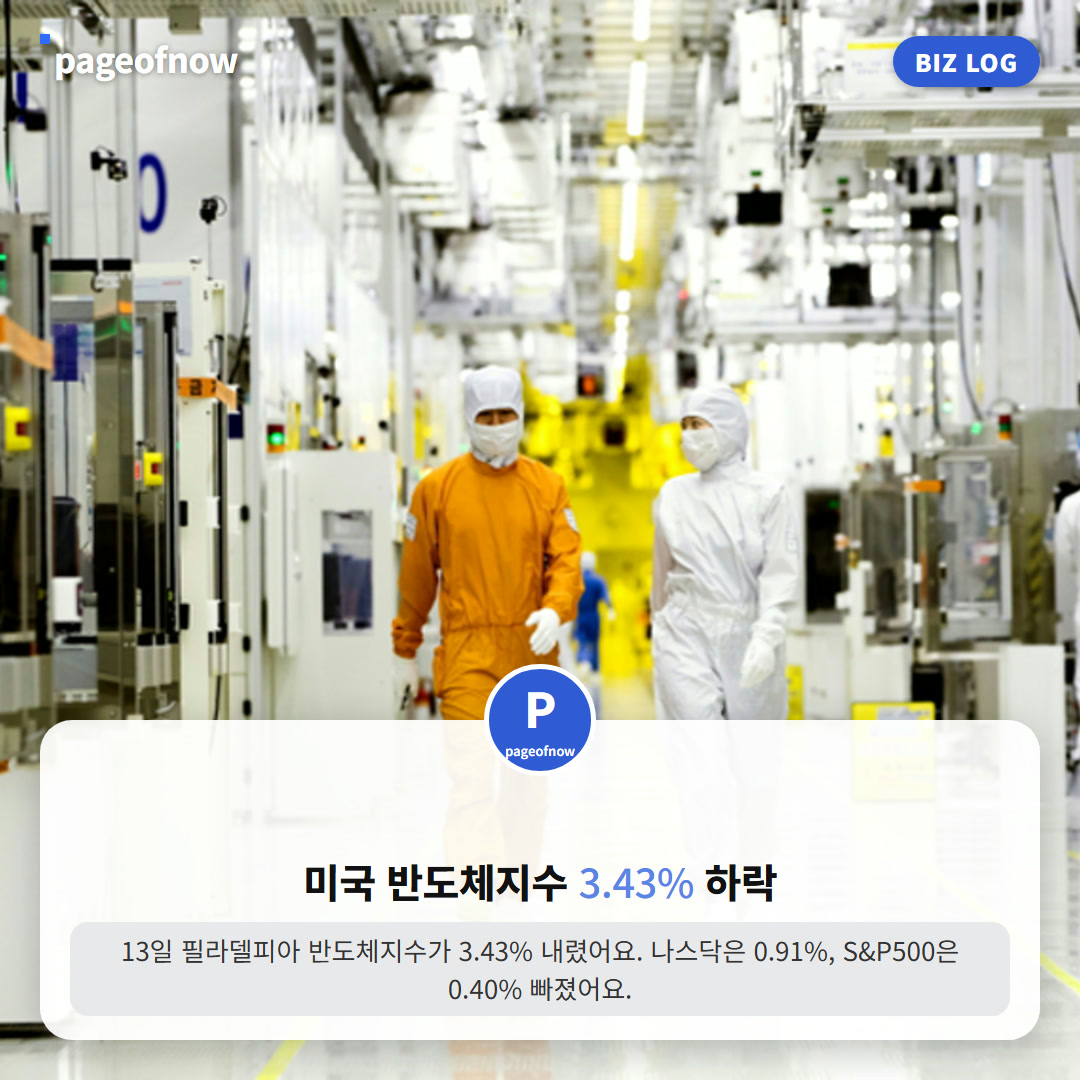 pageofnow
BIZ LOG
P
pageofnow
미국 반도체지수 3.43% 하락
13일 필라델피아 반도체지수가 3.43% 내렸어요. 나스닥은 0.91%, S&P500은
0.40% 빠졌어요.